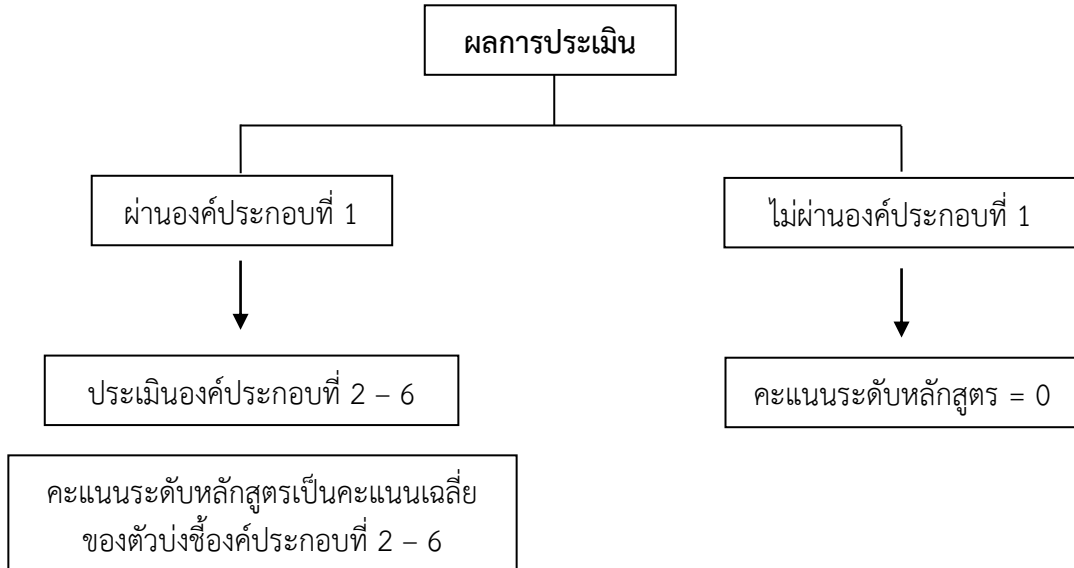 ผลการประเมิน
ผ่านองค์ประกอบที่ 1
ไม่ผ่านองค์ประกอบที่ 1
ประเมินองค์ประกอบที่ 2 – 6
คะแนนระดับหลักสูตร = 0
คะแนนระดับหลักสูตรเป็นคะแนนเฉลี่ย
ของตัวบ่งชี้องค์ประกอบที่ 2 – 6